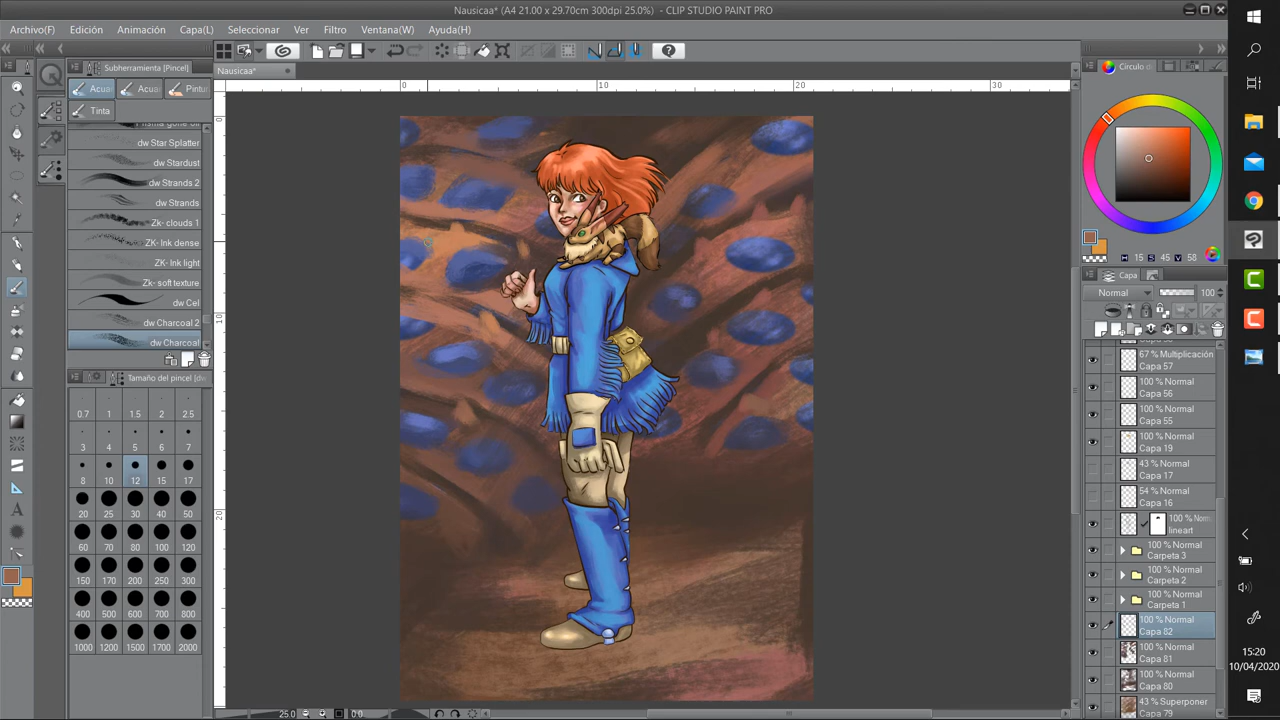 Nausicaa* (A4 21.00 x 29.70cm 300dpi 25.0%) - CLIP STUDIO PAINT PRO
Archivo(F) Edición Animación Capa(L) Seleccionar Ver Filtro Ventana(W) Ayuda(H)
Subherramienta [Pincel]
Acua Acua Pintur
Tinta
dw Star Splatter
dw Stardust
dw Strands 2
dw Strands
Zk- clouds 1
ZK- Ink dense
ZK- Ink light
ZK- soft texture
dw Cel
dw Charcoal 2
dw Charcoal
Tamaño del pincel [dw
0.7 1 1.5 2 2.5
3 4 5 6 7
8 10 12 15 17
20 25 30 40 50
60 70 80 100 120
150 170 200 250 300
400 500 600 700 800
1000 1200 1500 1700 2000
Nausicaa*
0 10 20 30
0
10
20
25.0 0.0
Círculo d
H 15 S 45 V 58
Capa
Normal 100
67 % Multiplicación
Capa 57
100 % Normal
Capa 56
100 % Normal
Capa 55
100 % Normal
Capa 19
43 % Normal
Capa 17
54 % Normal
Capa 16
100 % Norm
lineart
100 % Normal
Carpeta 3
100 % Normal
Carpeta 2
100 % Normal
Carpeta 1
100 % Normal
Capa 82
100 % Normal
Capa 81
100 % Normal
Capa 80
43 % Superponer
Capa 79
15:20
10/04/2020